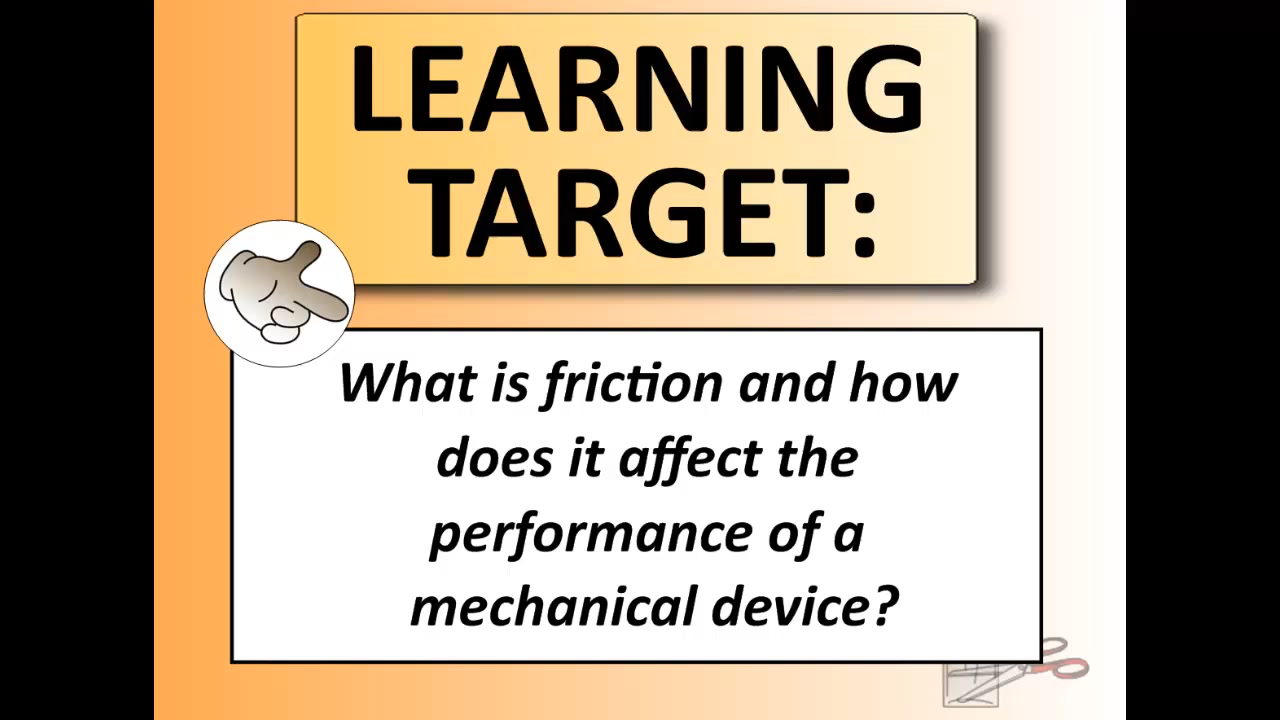 LEARNING
TARGET:
What is friction and how
does it affect the
performance of a
mechanical device?